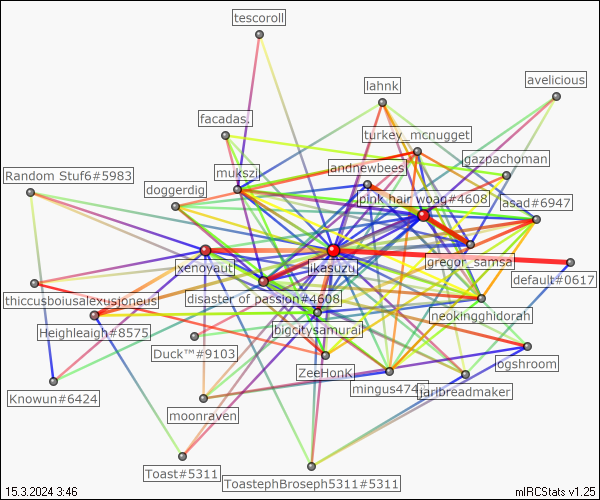 tescoroll
avelicious
lahnk
facadas.
turkey_mcnugget
gazpachoman
andnewbees
Random Stuf6#5983
mukszil
doggerdig
pink hair woag#4608
asad#6947
gregor_samsa
xenoyaut
ikasuzu
default#0617
thiccusboiusalexusjoneus
disaster of passion#4608
neokingghidorah
Heighleagh#8575
bigcitysamurai
Duck™#9103
ZeeHonK
ogshroom
mingus474
jarlbreadmaker
Knowun#6424
moonraven
Toast#5311
ToastephBroseph5311#5311
15.3.2024 3:46
mIRCStats v1.25